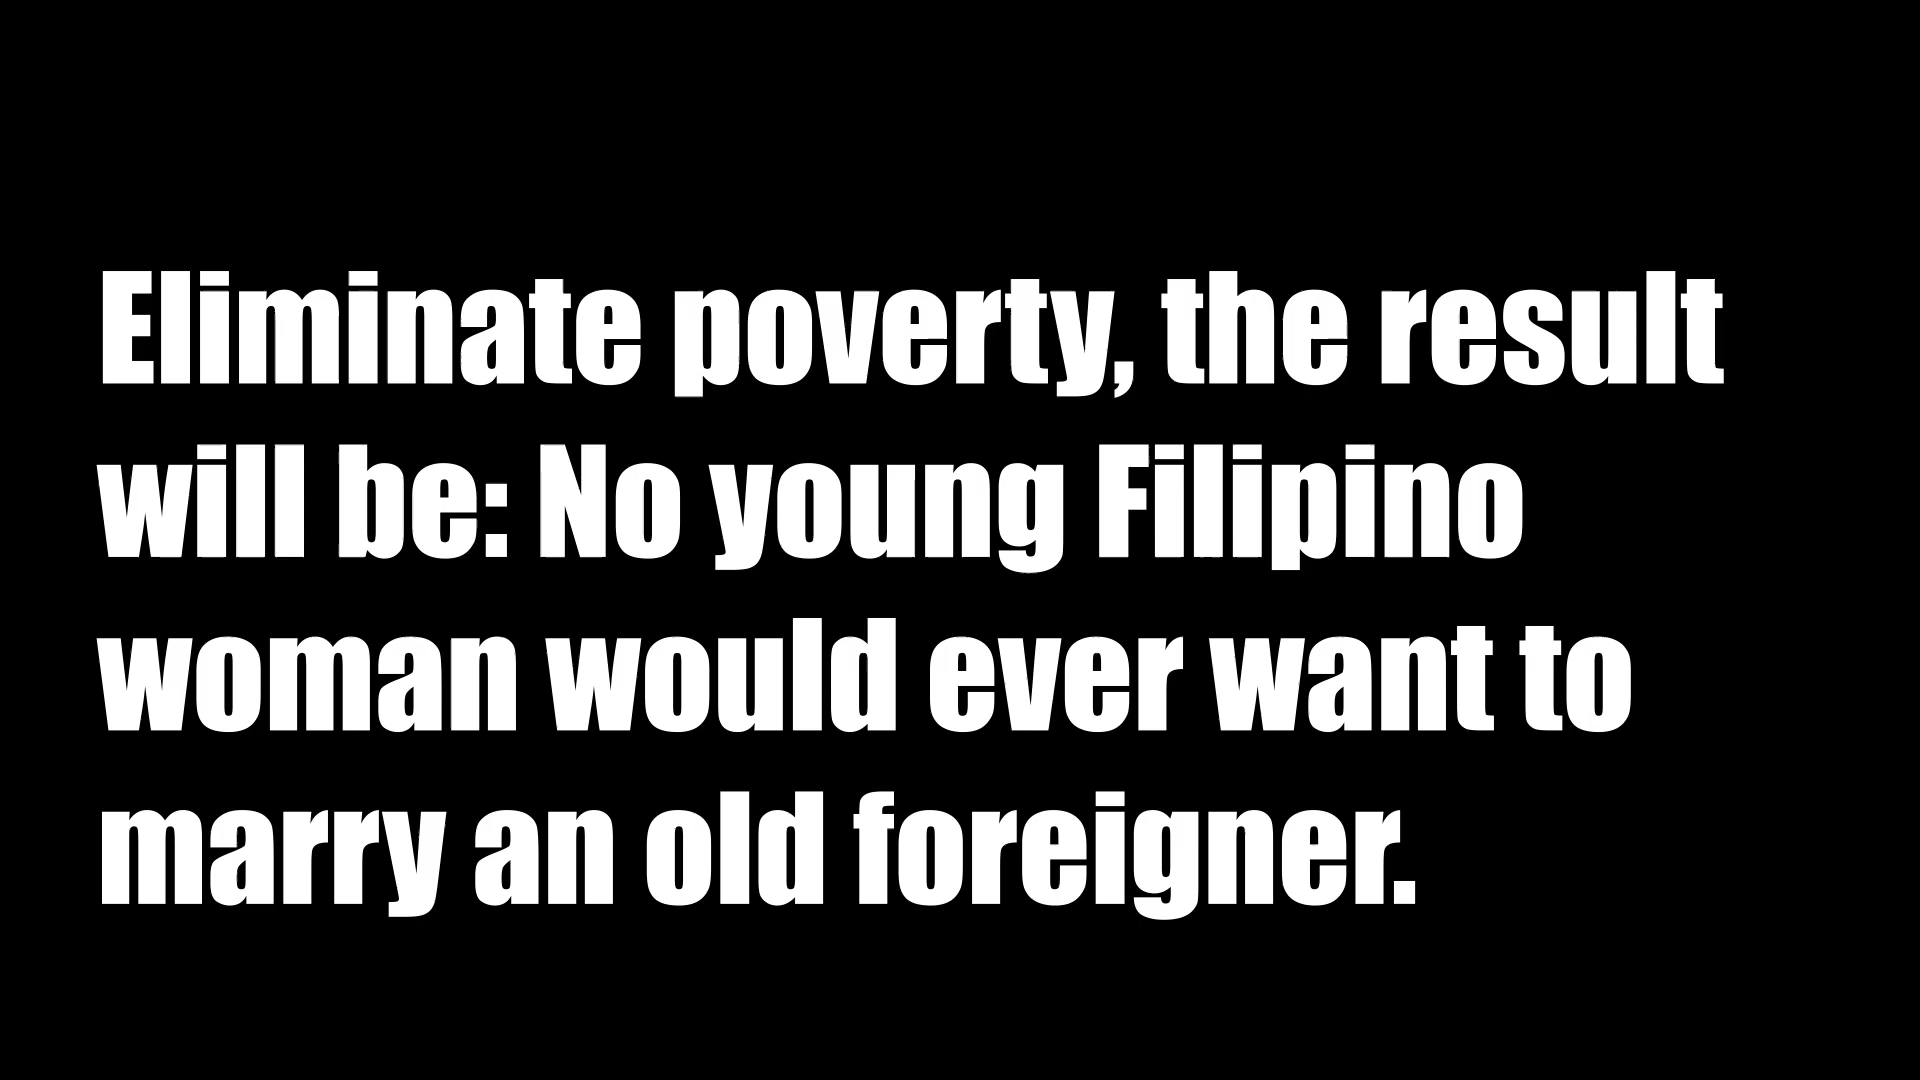 Eliminate poverty, the result
will be: No young Filipino
woman would ever want to
marry an old foreigner.